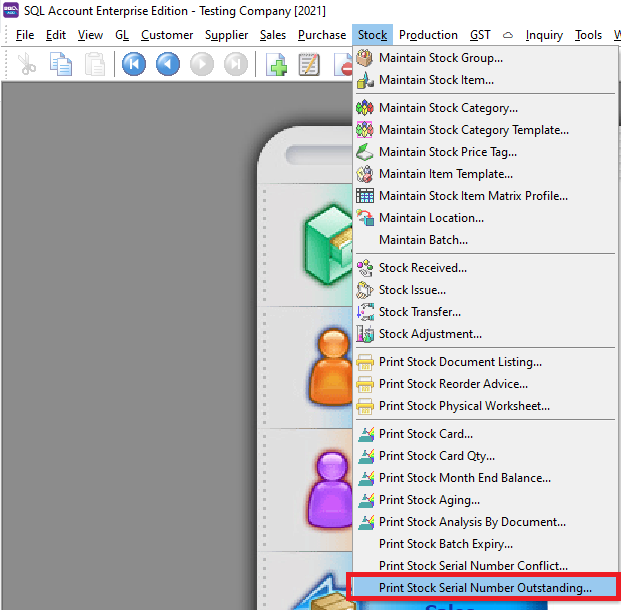 SQL Account Enterprise Edition - Testing Company [2021]
File Edit View GL Customer Supplier Sales Purchase Stock Production GST Inquiry Tools
Maintain Stock Group...
Maintain Stock Item...
Maintain Stock Category...
Maintain Stock Category Template...
Maintain Stock Price Tag...
Maintain Item Template...
Maintain Stock Item Matrix Profile...
Maintain Location...
Maintain Batch...
Stock Received...
Stock Issue...
Stock Transfer...
Stock Adjustment...
Print Stock Document Listing...
Print Stock Reorder Advice...
Print Stock Physical Worksheet...
Print Stock Card...
Print Stock Card Qty...
Print Stock Month End Balance...
Print Stock Aging...
Print Stock Analysis By Document...
Print Stock Batch Expiry...
Print Stock Serial Number Conflict...
Print Stock Serial Number Outstanding...
Sales